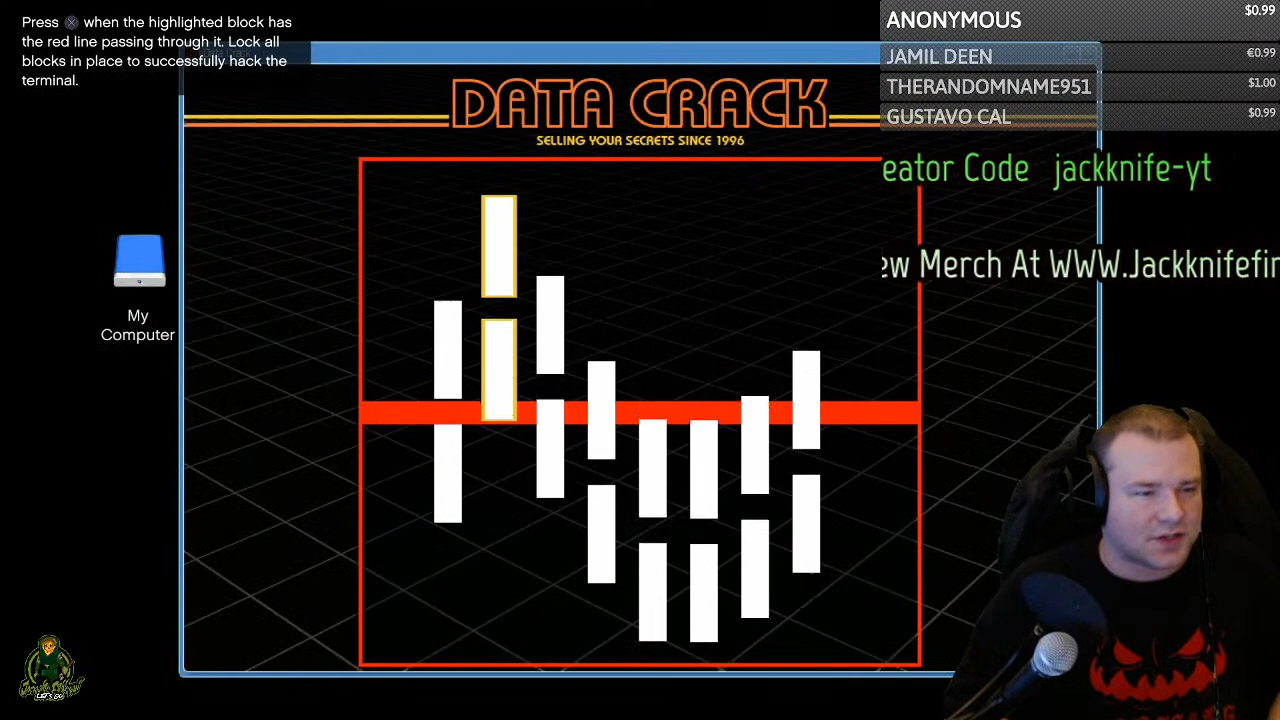 Press ⓧ when the highlighted block has
the red line passing through it. Lock all
blocks in place to successfully hack the
terminal.
ANONYMOUS $0.99
JAMIL DEEN €0.99
THERANDOMNAME951 $1.00
GUSTAVO CAL $0.99
DATA CRACK
SELLING YOUR SECRETS SINCE 1996
eator Code jackknife-yt
ew Merch At WWW.Jackknifefir
My
Computer
LET'S GO